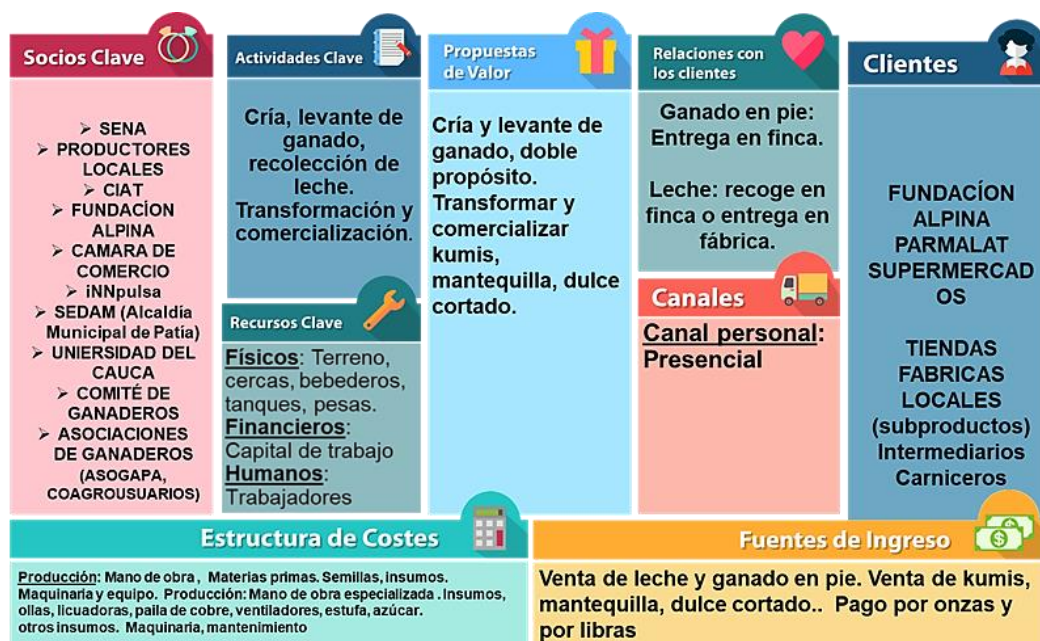 Socios Clave
➢ SENA
➢ PRODUCTORES
LOCALES
➢ CIAT
➢ FUNDACÍON
ALPINA
➢ CAMARA DE
COMERCIO
➢ iNNpulsa
➢ SEDAM (Alcaldía
Municipal de Patía)
➢ UNIERSIDAD DEL
CAUCA
➢ COMITÉ DE
GANADEROS
➢ ASOCIACIONES
DE GANADEROS
(ASOGAPA,
COAGROUSUARIOS)
Actividades Clave
Cría, levante de
ganado,
recolección de
leche.
Transformación y
comercialización.
Recursos Clave
Físicos: Terreno,
cercas, bebederos,
tanques, pesas.
Financieros:
Capital de trabajo
Humanos:
Trabajadores
Propuestas
de Valor
Cría y levante de
ganado, doble
propósito.
Transformar y
comercializar
kumis,
mantequilla, dulce
cortado.
Relaciones con
los clientes
Ganado en pie:
Entrega en finca.
Leche: recoge en
finca o entrega en
fábrica.
Canales
Canal personal:
Presencial
Clientes
FUNDACÍON
ALPINA
PARMALAT
SUPERMERCAD
OS
TIENDAS
FABRICAS
LOCALES
(subproductos)
Intermediarios
Carniceros
Estructura de Costes
Producción: Mano de obra , Materias primas. Semillas, insumos.
Maquinaria y equipo. Producción: Mano de obra especializada . Insumos,
ollas, licuadoras, paila de cobre, ventiladores, estufa, azúcar.
otros insumos. Maquinaria, mantenimiento
Fuentes de Ingreso
Venta de leche y ganado en pie. Venta de kumis,
mantequilla, dulce cortado.. Pago por onzas y
por libras